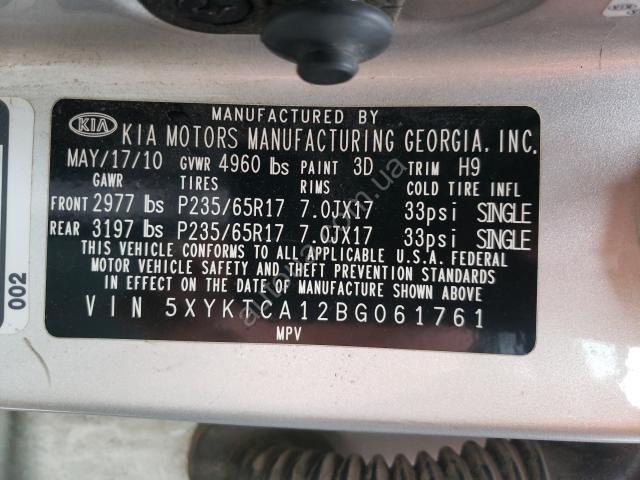 MANUFACTURED BY
KIA KIA MOTORS MANUFACTURING GEORGIA, INC.
MAY/17/10 GVWR 4960 lbs PAINT 3D TRIM H9
GAWR TIRES RIMS COLD TIRE INFL
FRONT 2977 lbs P235/65R17 7.0JX17 33psi SINGLE
REAR 3197 lbs P235/65R17 7.0JX17 33psi SINGLE
THIS VEHICLE CONFORMS TO ALL APPLICABLE U.S.A. FEDERAL
MOTOR VEHICLE SAFETY AND THEFT PREVENTION STANDARDS
IN EFFECT ON THE DATE OF MANUFACTURE SHOWN ABOVE.
VIN 5XYKTCA12BG061761
MPV
002